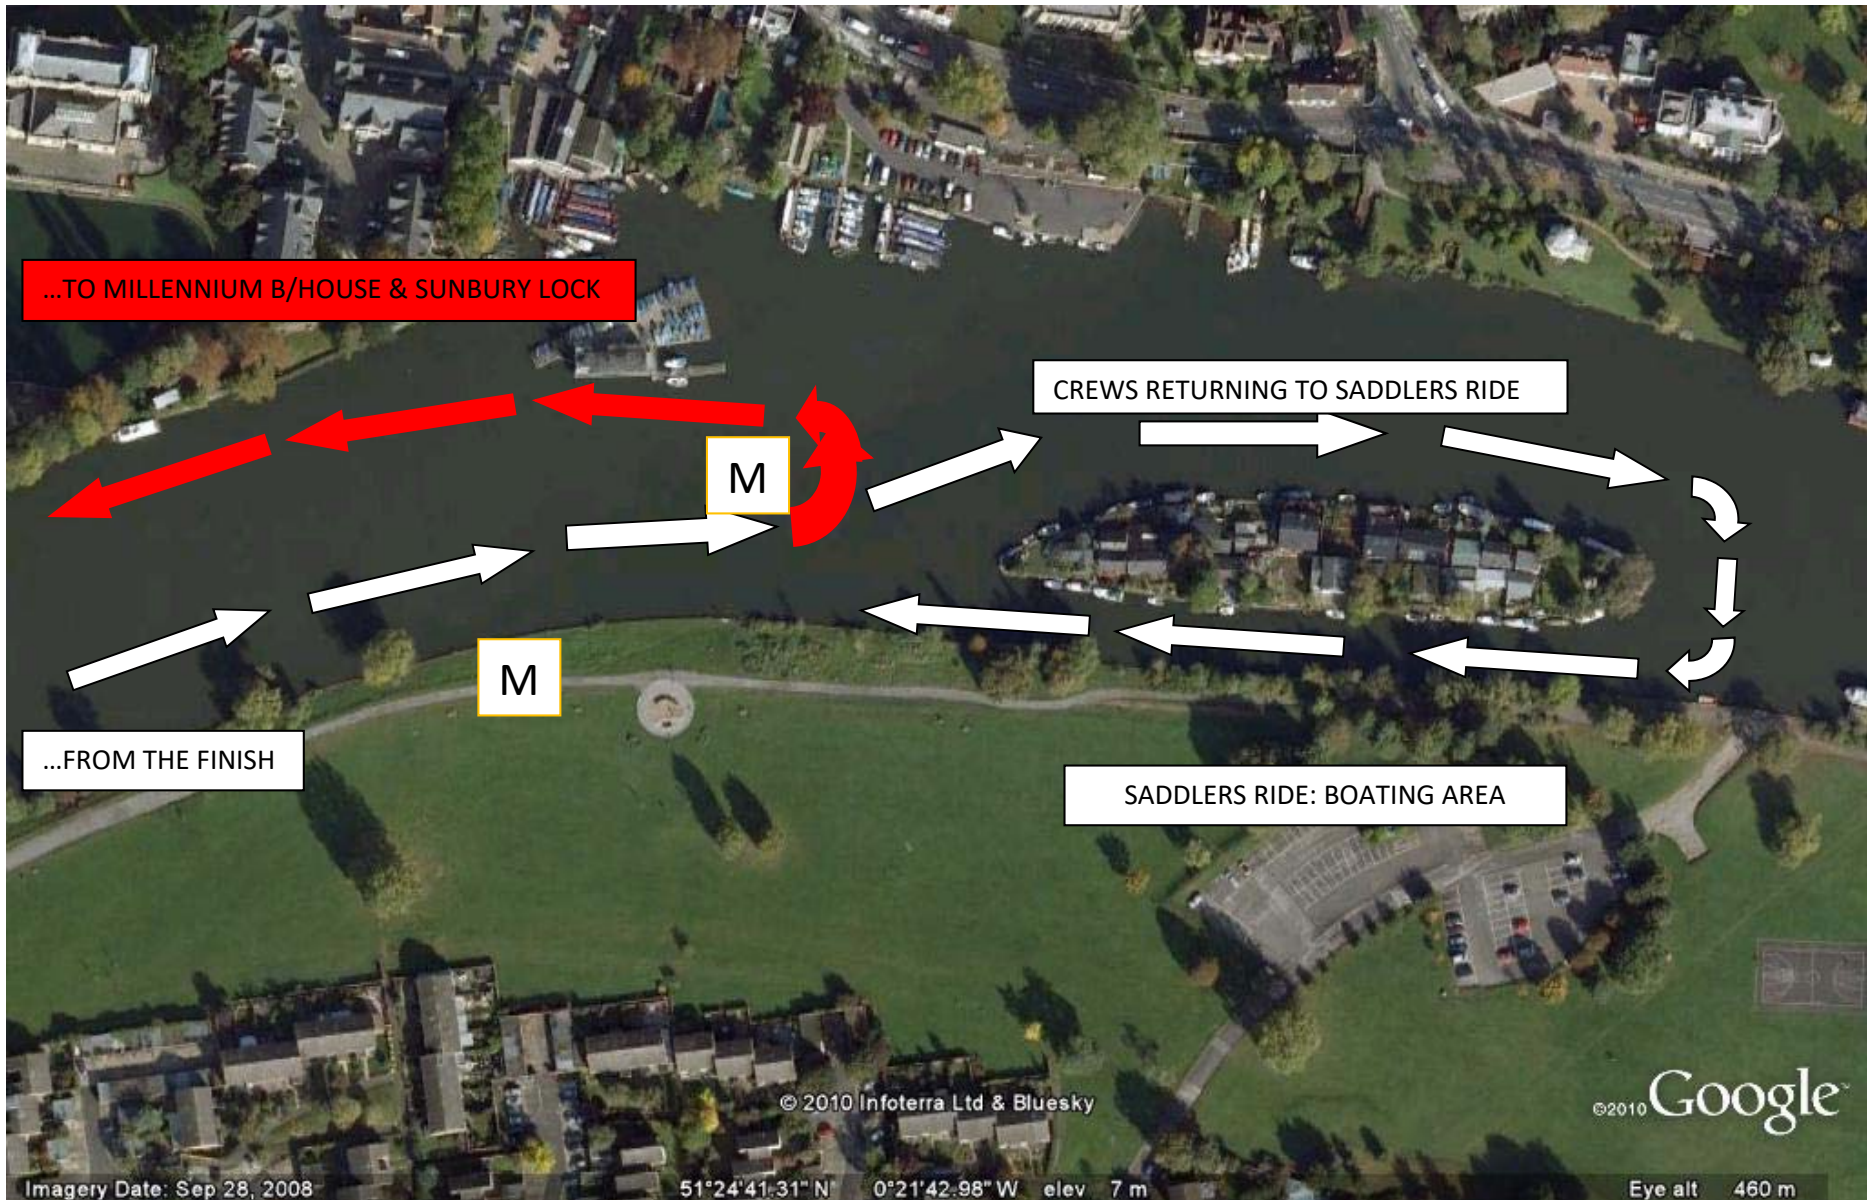 ...TO MILLENNIUM B/HOUSE & SUNBURY LOCK
CREWS RETURNING TO SADDLERS RIDE
M
M
...FROM THE FINISH
SADDLERS RIDE: BOATING AREA
© 2010 Infoterra Ltd & Bluesky
©2010 Google™
Imagery Date: Sep 28, 2008 51°24'41.31" N 0°21'42.98" W elev 7 m Eye alt 460 m